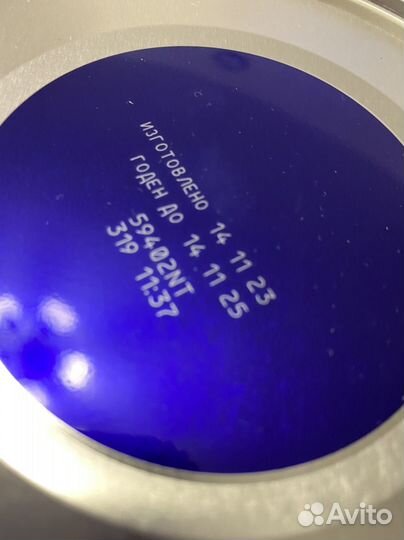 ИЗГОТОВЛЕНО 14 11 23
ГОДЕН ДО 14 11 25
59402NT
319 11:37
Avito